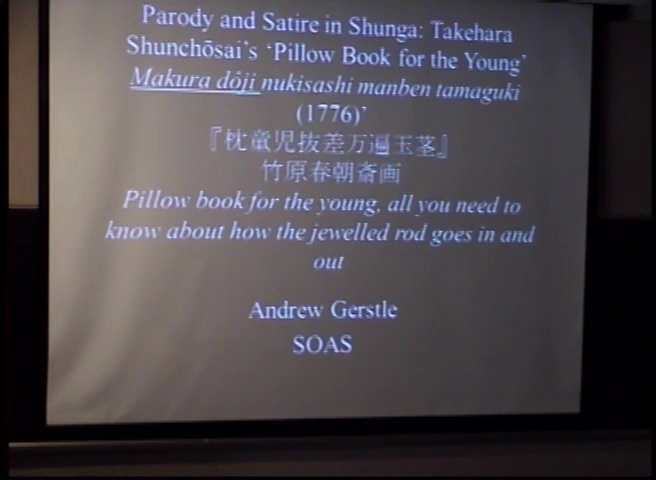 Parody and Satire in Shunga: Takehara
Shunchōsai's 'Pillow Book for the Young'
Makura dōji nukisashi manben tamaguki
(1776)'
『枕童児抜差万遍玉茎』
竹原春朝斎画
Pillow book for the young, all you need to
know about how the jewelled rod goes in and
out
Andrew Gerstle
SOAS